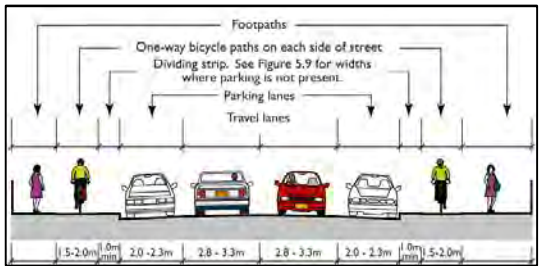 Footpaths
One-way bicycle paths on each side of street
Dividing strip. See Figure 5.9 for widths
where parking is not present.
Parking lanes
Travel lanes
1.5-2.0m 1.0m min 2.0 -2.3m 2.8 - 3.3m 2.8 - 3.3m 2.0 - 2.3m 1.0m min 1.5-2.0m